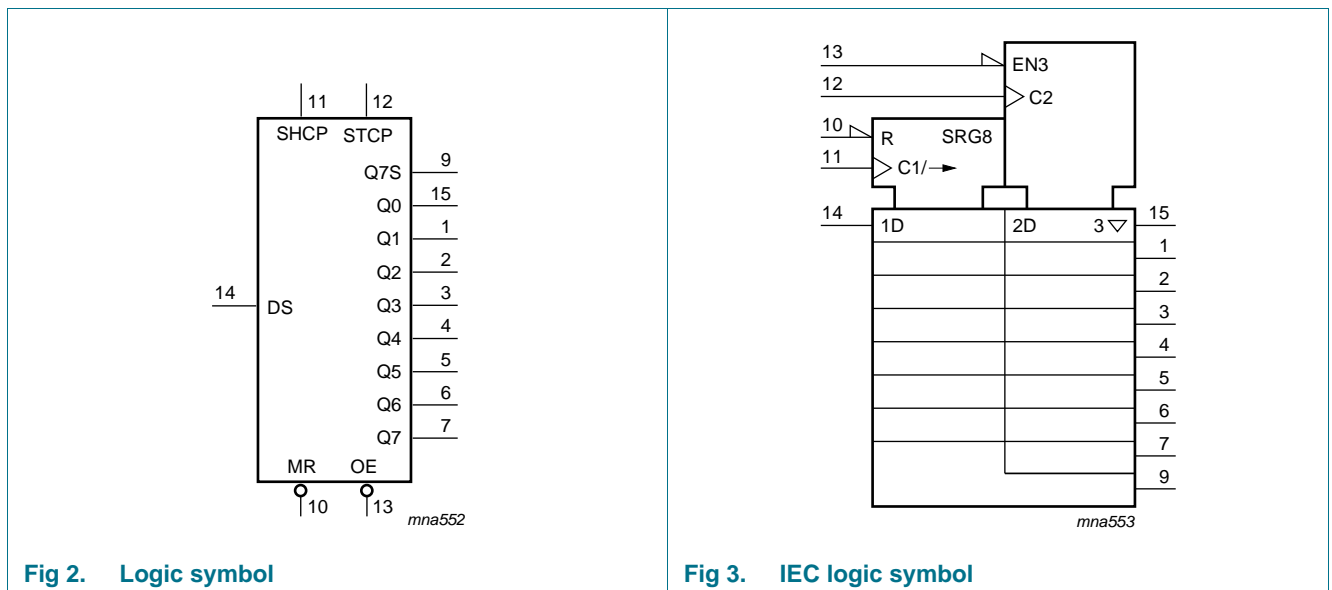 11 12
SHCP STCP
Q7S 9
Q0 15
Q1 1
Q2 2
14 DS Q3 3
Q4 4
Q5 5
Q6 6
Q7 7
MR OE
10 13
mna552
Fig 2. Logic symbol
13 EN3
12 C2
10 R SRG8
11 C1/
14 1D 2D 3 15
1
2
3
4
5
6
7
9
mna553
Fig 3. IEC logic symbol